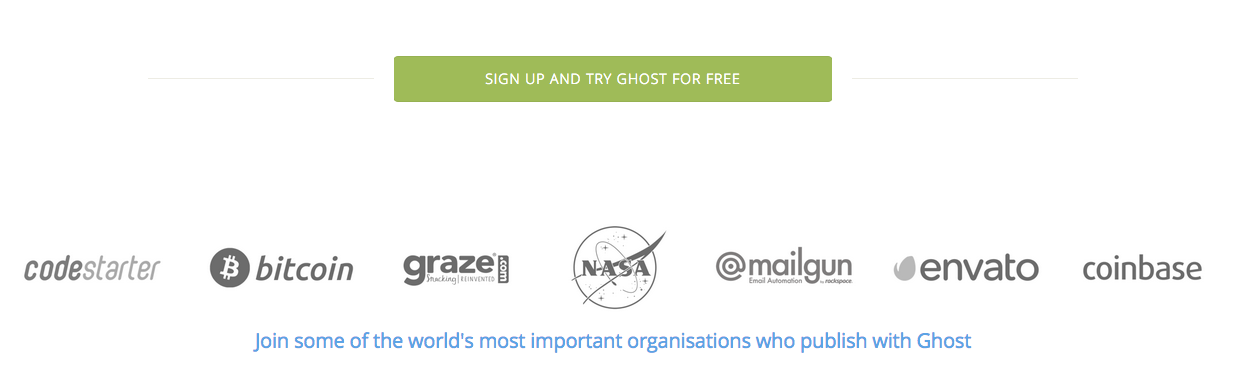 SIGN UP AND TRY GHOST FOR FREE
codestarter bitcoin graze.com NASA @mailgun envato coinbase
Snacking | REINVENTED Email Automation by rackspace.
Join some of the world's most important organisations who publish with Ghost